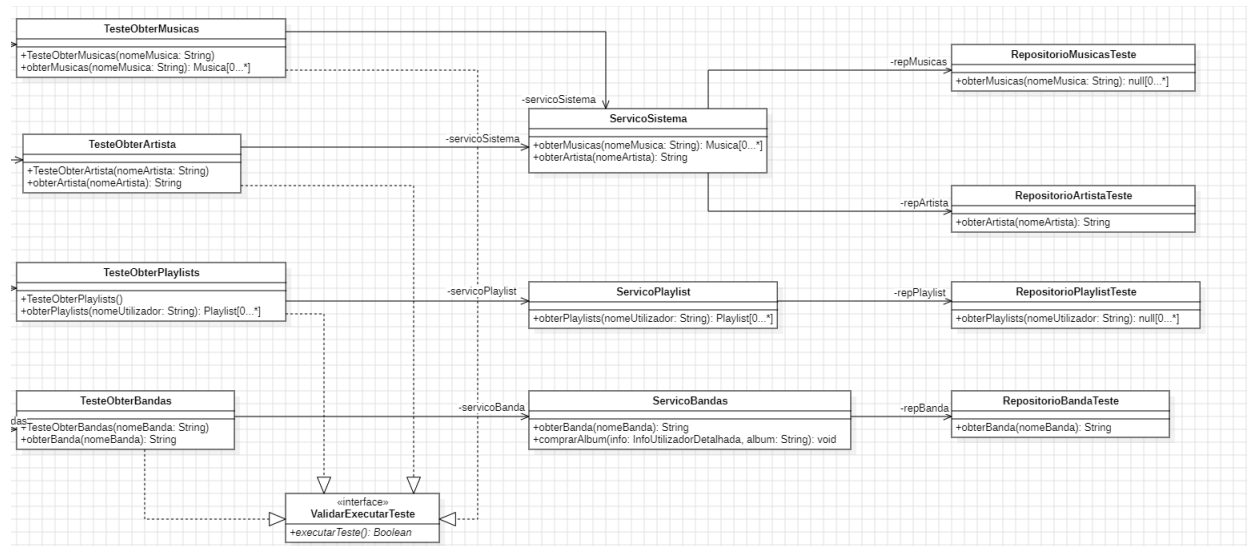 TesteObterMusicas
+TesteObterMusicas(nomeMusica: String)
+obterMusicas(nomeMusica: String): Musica[0...*]
-servicoSistema
TesteObterArtista
+TesteObterArtista(nomeArtista: String)
+obterArtista(nomeArtista): String
-servicoSistema
ServicoSistema
+obterMusicas(nomeMusica: String): Musica[0...*]
+obterArtista(nomeArtista): String
-repMusicas
RepositorioMusicasTeste
+obterMusicas(nomeMusica: String): null[0...*]
-repArtista
RepositorioArtistaTeste
+obterArtista(nomeArtista): String
TesteObterPlaylists
+TesteObterPlaylists()
+obterPlaylists(nomeUtilizador: String): Playlist[0...*]
-servicoPlaylist
ServicoPlaylist
+obterPlaylists(nomeUtilizador: String): Playlist[0...*]
-repPlaylist
RepositorioPlaylistTeste
+obterPlaylists(nomeUtilizador: String): null[0...*]
das
TesteObterBandas
+TesteObterBandas(nomeBanda: String)
+obterBanda(nomeBanda): String
-servicoBanda
ServicoBandas
+obterBanda(nomeBanda): String
+comprarAlbum(info: InfoUtilizadorDetalhada, album: String): void
-repBanda
RepositorioBandaTeste
+obterBanda(nomeBanda): String
«interface»
ValidarExecutarTeste
+executarTeste(): Boolean